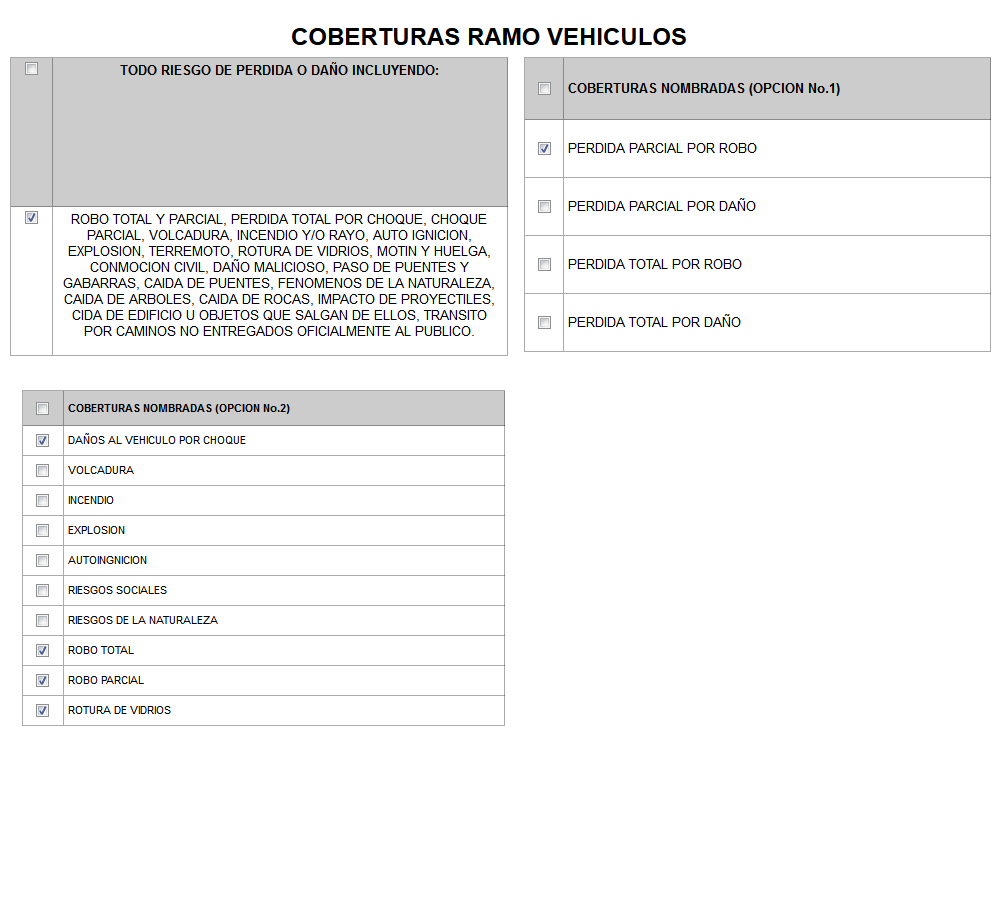 COBERTURAS RAMO VEHICULOS
TODO RIESGO DE PERDIDA O DAÑO INCLUYENDO:
ROBO TOTAL Y PARCIAL, PERDIDA TOTAL POR CHOQUE, CHOQUE
PARCIAL, VOLCADURA, INCENDIO Y/O RAYO, AUTO IGNICION,
EXPLOSION, TERREMOTO, ROTURA DE VIDRIOS, MOTIN Y HUELGA,
CONMOCION CIVIL, DAÑO MALICIOSO, PASO DE PUENTES Y
GABARRAS, CAIDA DE PUENTES, FENOMENOS DE LA NATURALEZA,
CAIDA DE ARBOLES, CAIDA DE ROCAS, IMPACTO DE PROYECTILES,
CIDA DE EDIFICIO U OBJETOS QUE SALGAN DE ELLOS, TRANSITO
POR CAMINOS NO ENTREGADOS OFICIALMENTE AL PUBLICO.
COBERTURAS NOMBRADAS (OPCION No.1)
PERDIDA PARCIAL POR ROBO
PERDIDA PARCIAL POR DAÑO
PERDIDA TOTAL POR ROBO
PERDIDA TOTAL POR DAÑO
COBERTURAS NOMBRADAS (OPCION No.2)
DAÑOS AL VEHICULO POR CHOQUE
VOLCADURA
INCENDIO
EXPLOSION
AUTOINGNICION
RIESGOS SOCIALES
RIESGOS DE LA NATURALEZA
ROBO TOTAL
ROBO PARCIAL
ROTURA DE VIDRIOS